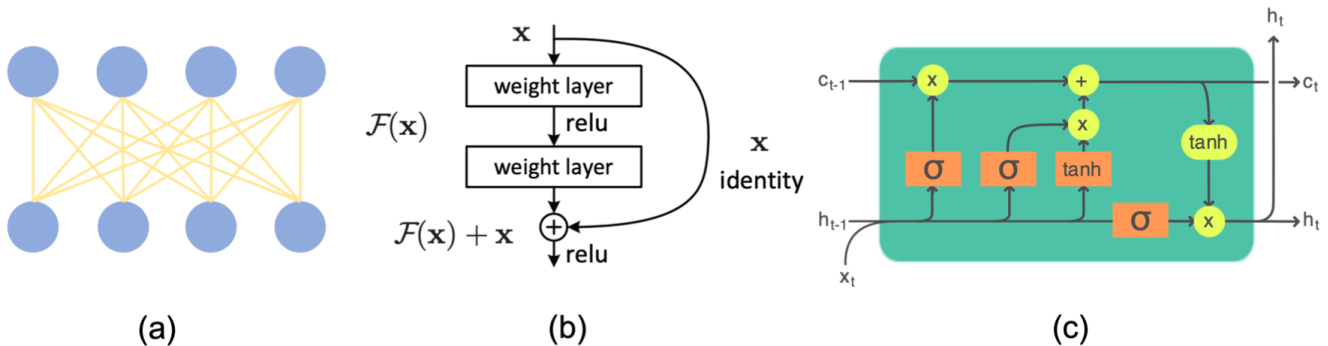 x
weight layer
relu
F(x)
weight layer
x
identity
F(x) + x
+
relu
h_t
c_{t-1}
x
+
c_t
x
tanh
σ
σ
tanh
h_{t-1}
σ
x
h_t
x_t
(a)
(b)
(c)